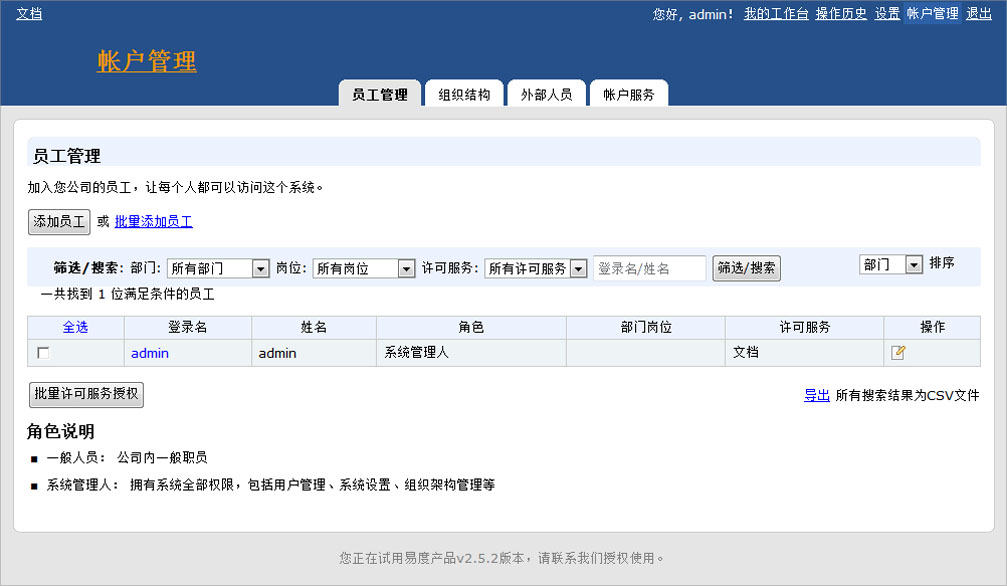 文档 您好, admin! 我的工作台 操作历史 设置 帐户管理 退出
帐户管理
员工管理 组织结构 外部人员 帐户服务
员工管理
加入您公司的员工，让每个人都可以访问这个系统。
添加员工 或 批量添加员工
筛选/搜索: 部门: 所有部门 岗位: 所有岗位 许可服务: 所有许可服务 登录名/姓名 筛选/搜索 部门 排序
一共找到 1 位满足条件的员工
全选 登录名 姓名 角色 部门岗位 许可服务 操作
admin admin 系统管理人 文档
批量许可服务授权 导出 所有搜索结果为CSV文件
角色说明
一般人员： 公司内一般职员
系统管理人： 拥有系统全部权限，包括用户管理、系统设置、组织架构管理等
您正在试用易度产品v2.5.2版本，请联系我们授权使用。